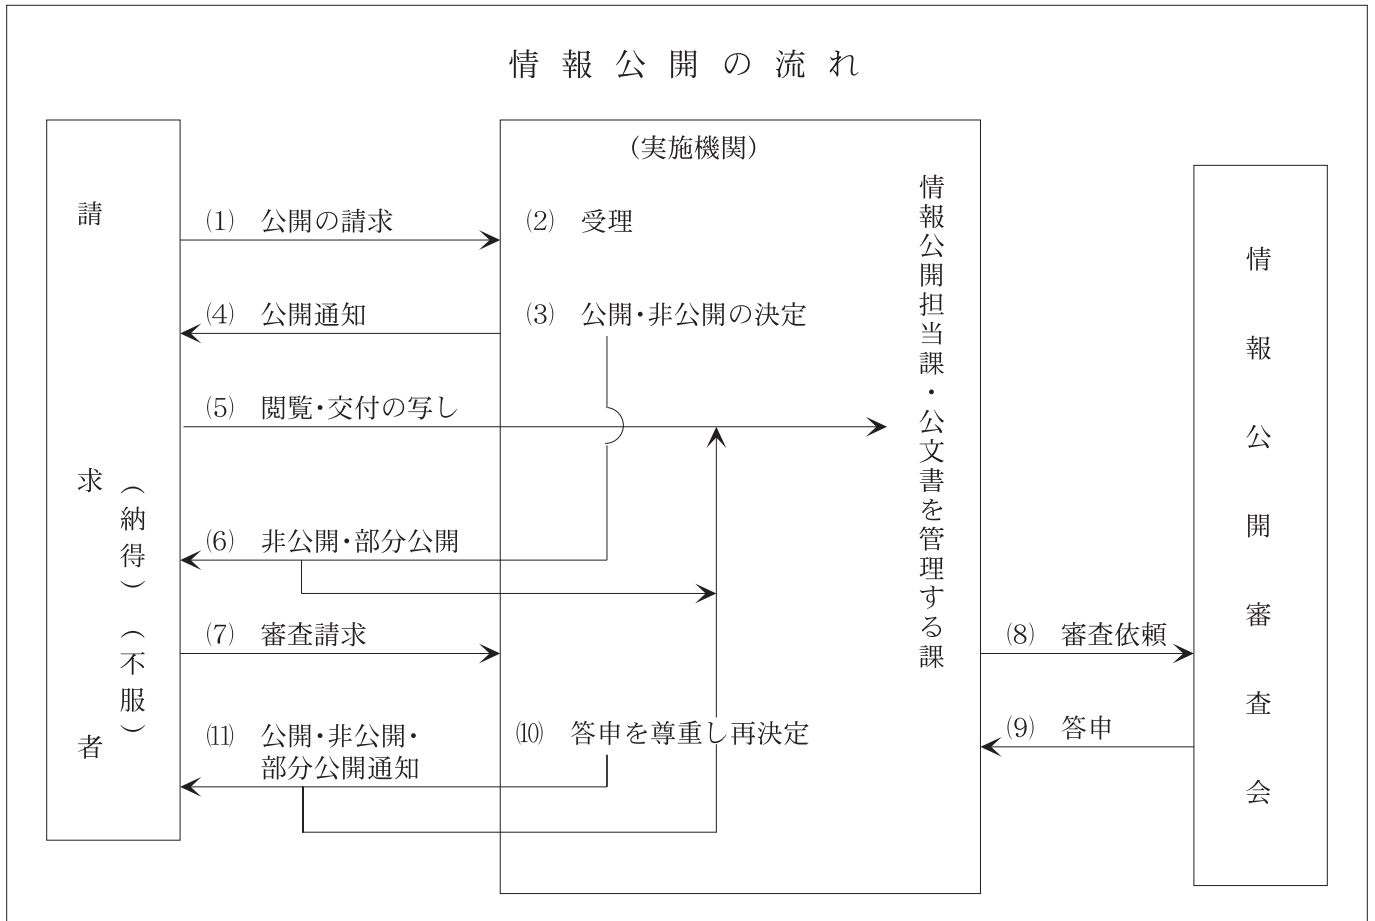 情報公開の流れ
請求者
(納得)
(不服)
(1) 公開の請求
(4) 公開通知
(5) 閲覧・交付の写し
(6) 非公開・部分公開
(7) 審査請求
(11) 公開・非公開・
部分公開通知
(実施機関)
(2) 受理
(3) 公開・非公開の決定
(10) 答申を尊重し再決定
情報公開担当課・公文書を管理する課
(8) 審査依頼
(9) 答申
情報公開審査会